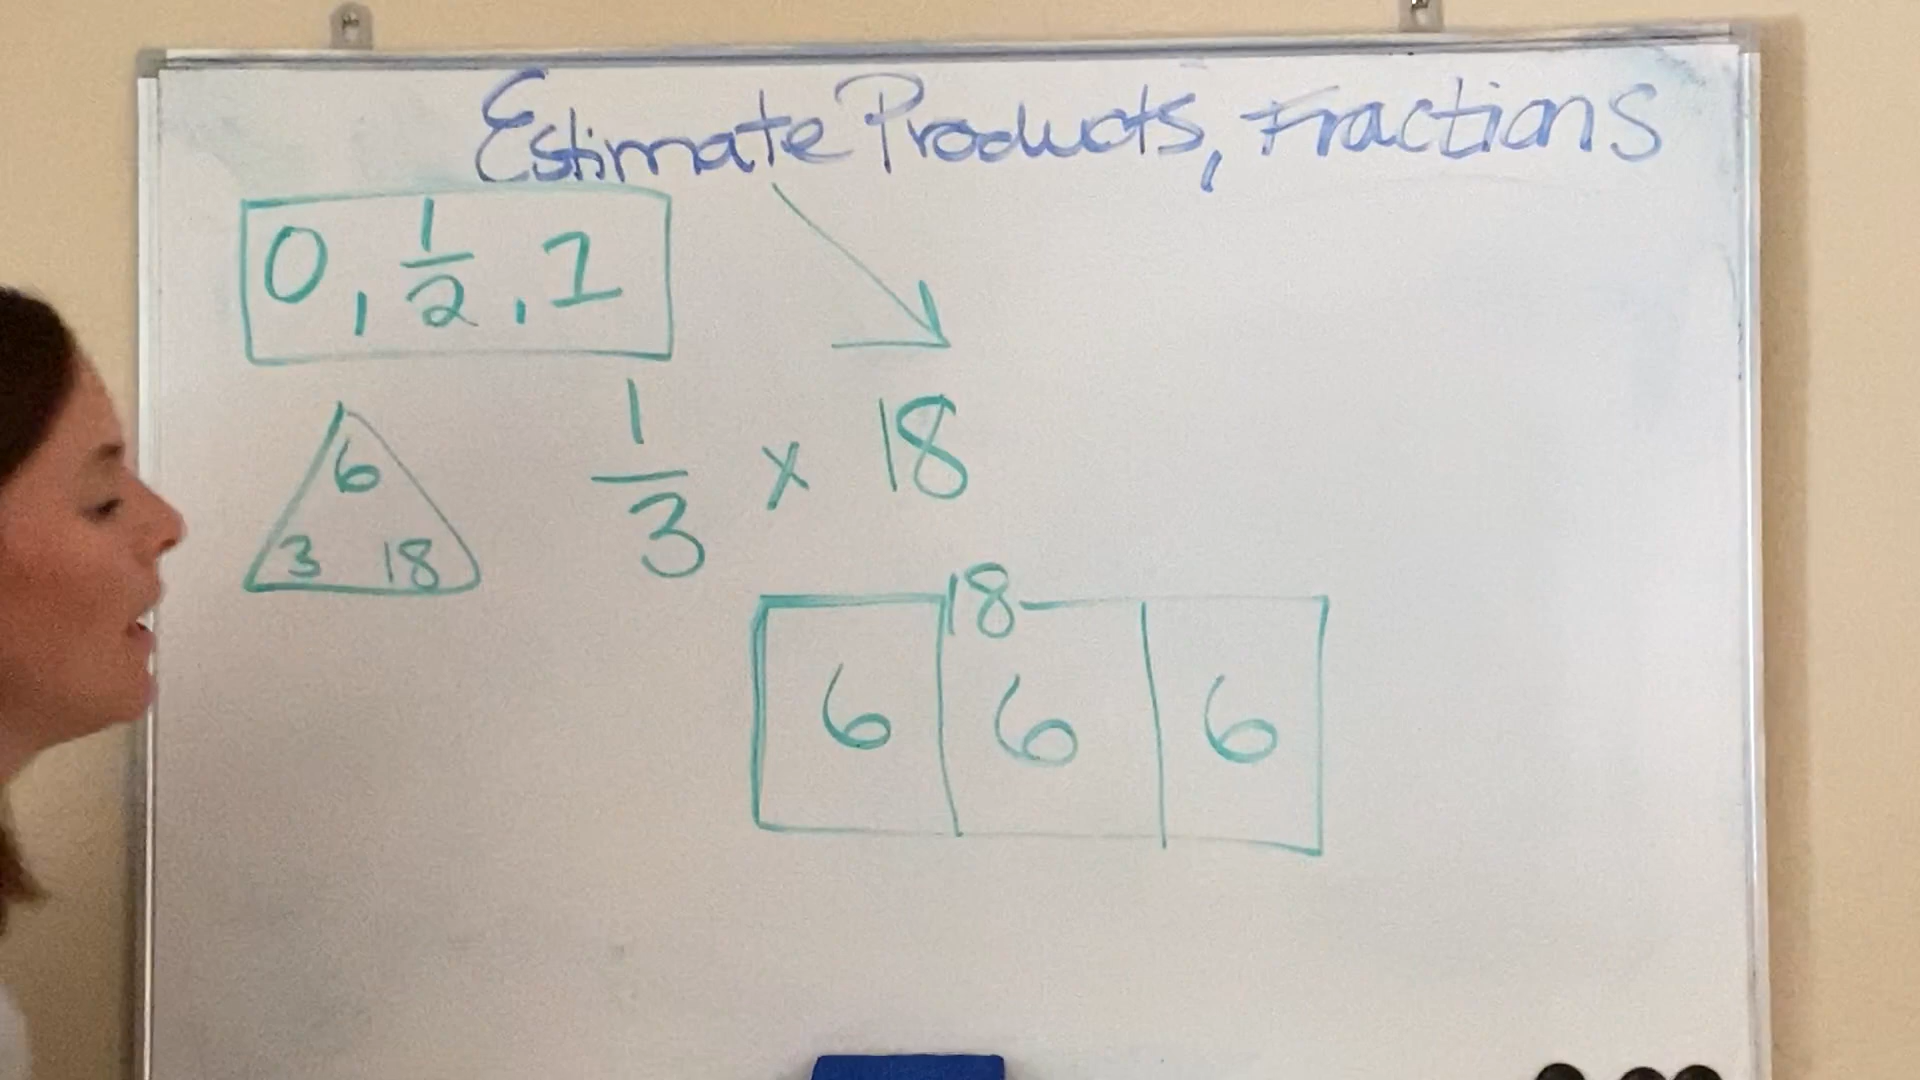 Estimate Products, Fractions
0, 1/2, 1
1/3 x 18
6
3 18
18
6 6 6